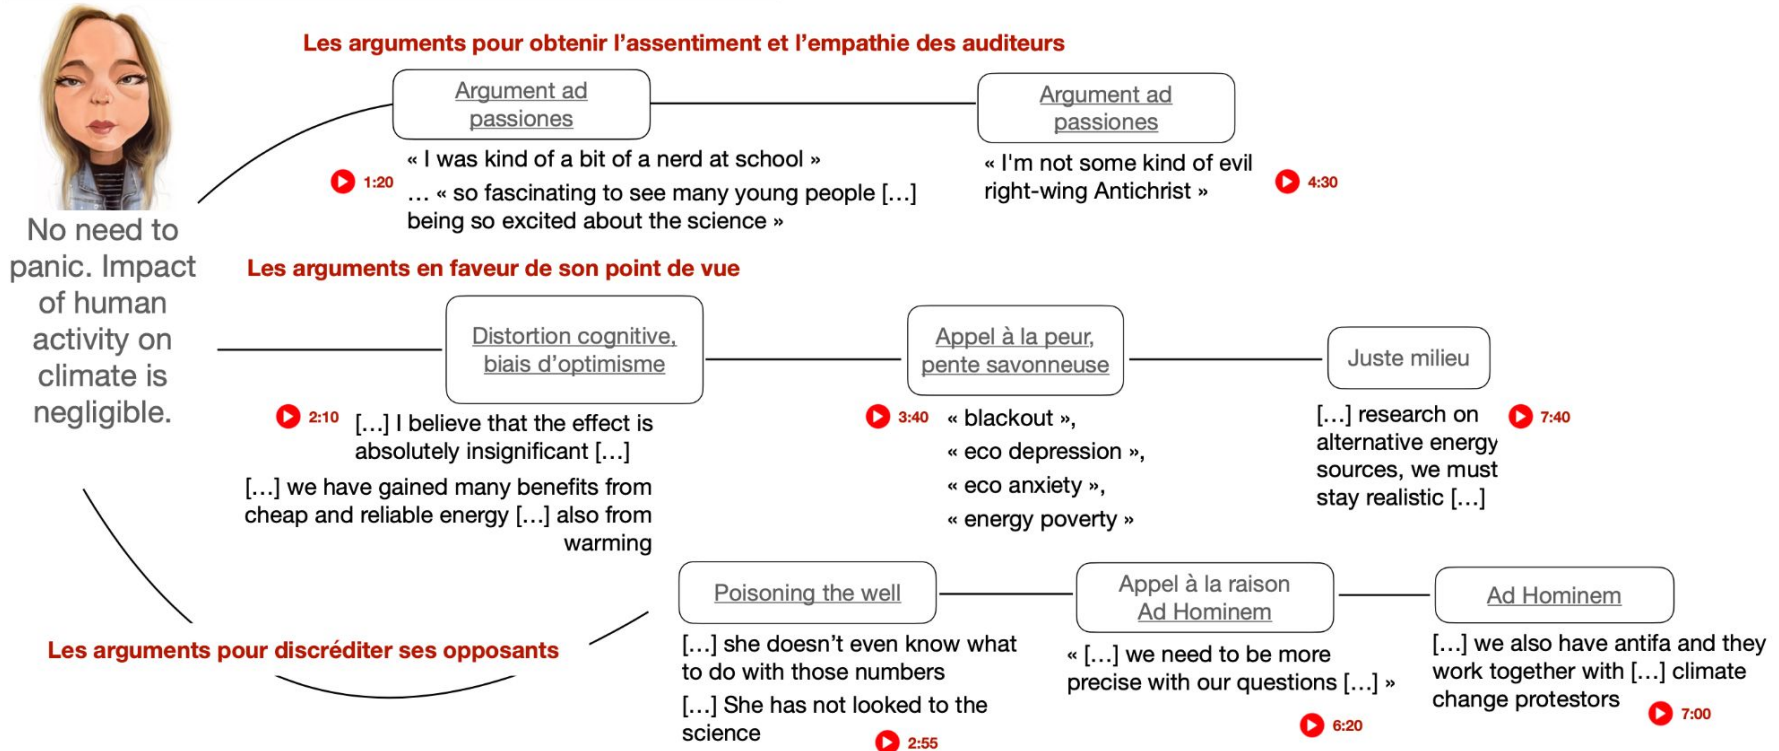 Les arguments pour obtenir l'assentiment et l'empathie des auditeurs
Argument ad
passiones
« I was kind of a bit of a nerd at school »
… « so fascinating to see many young people […]
being so excited about the science »
1:20
Argument ad
passiones
« I'm not some kind of evil
right-wing Antichrist »
4:30
No need to
panic. Impact
of human
activity on
climate is
negligible.
Les arguments en faveur de son point de vue
Distortion cognitive,
biais d'optimisme
2:10
[…] I believe that the effect is
absolutely insignificant […]
[…] we have gained many benefits from
cheap and reliable energy […] also from
warming
Appel à la peur,
pente savonneuse
3:40
« blackout »,
« eco depression »,
« eco anxiety »,
« energy poverty »
Juste milieu
[…] research on
alternative energy
sources, we must
stay realistic […]
7:40
Les arguments pour discréditer ses opposants
Poisoning the well
[…] she doesn't even know what
to do with those numbers
[…] She has not looked to the
science
2:55
Appel à la raison
Ad Hominem
« […] we need to be more
precise with our questions […] »
6:20
Ad Hominem
[…] we also have antifa and they
work together with […] climate
change protestors
7:00